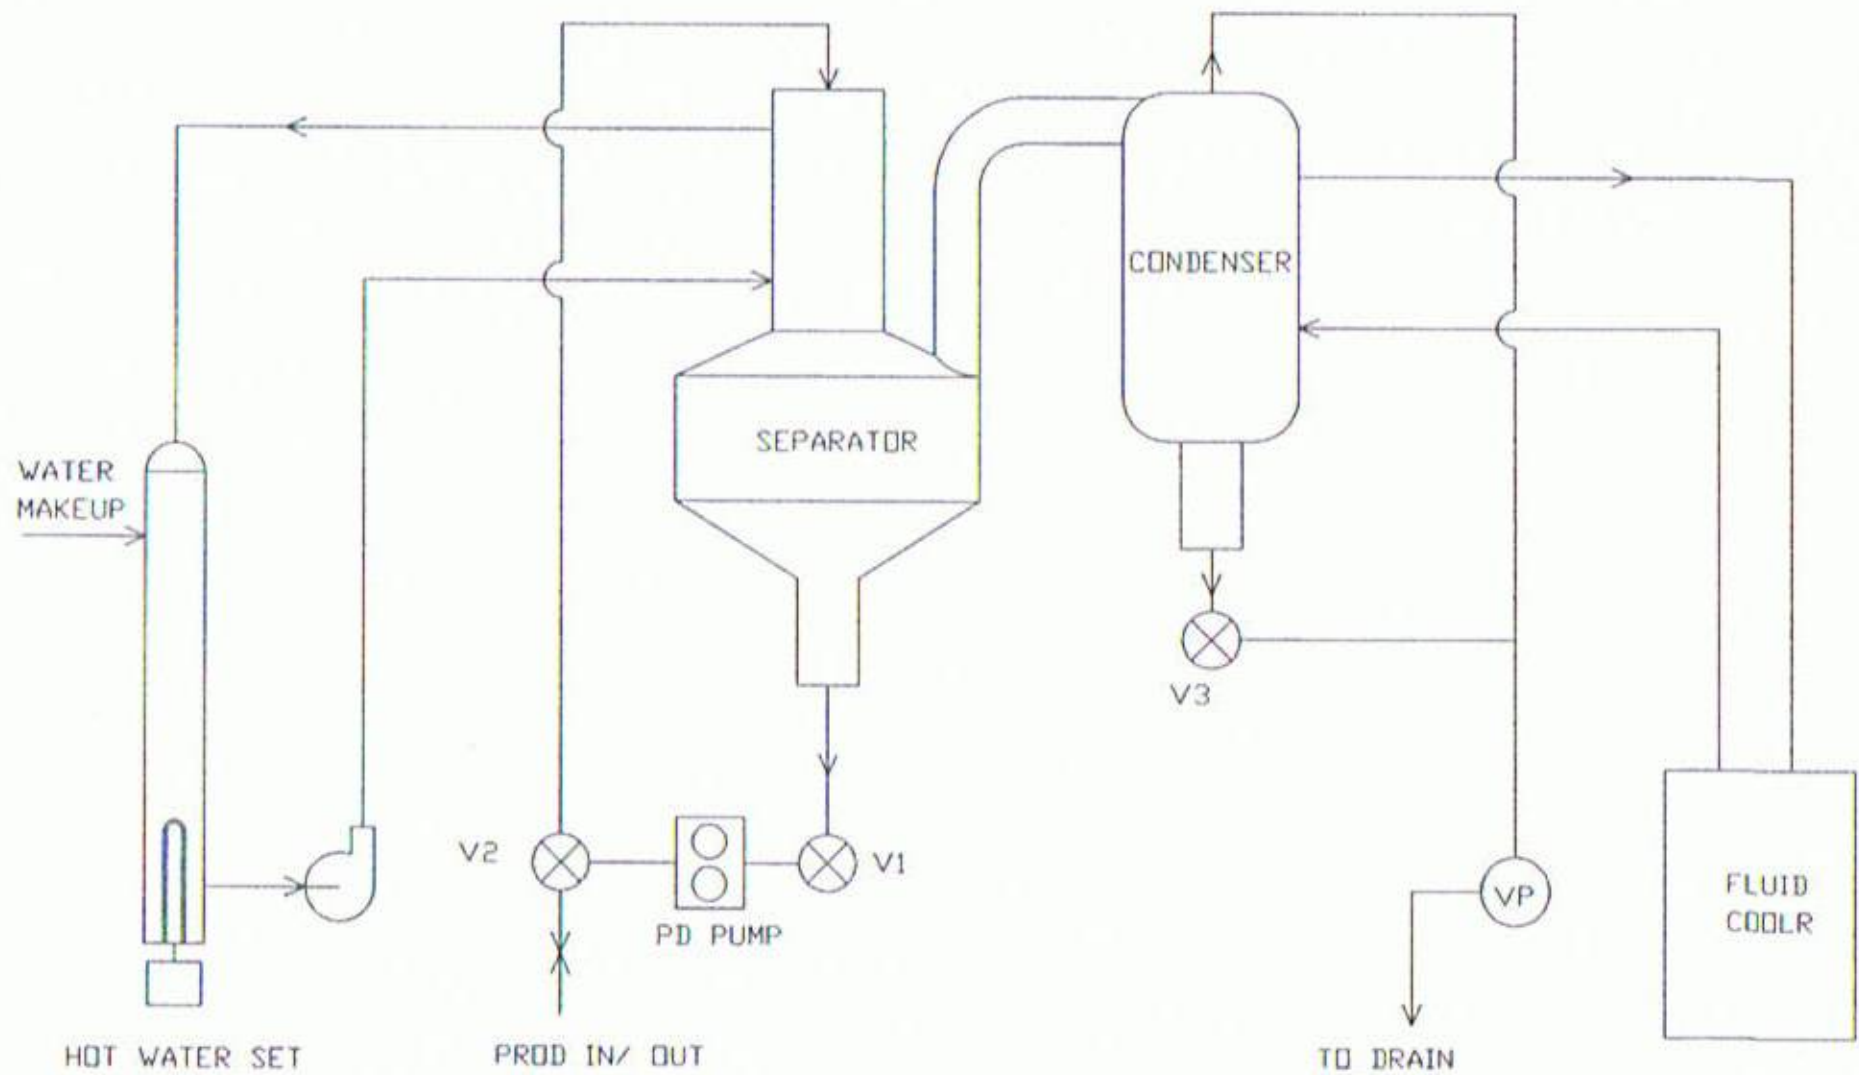 CONDENSER
SEPARATOR
WATER
MAKEUP
V3
V2
V1
PD PUMP
VP
FLUID
COOLR
HOT WATER SET
PROD IN/ OUT
TO DRAIN